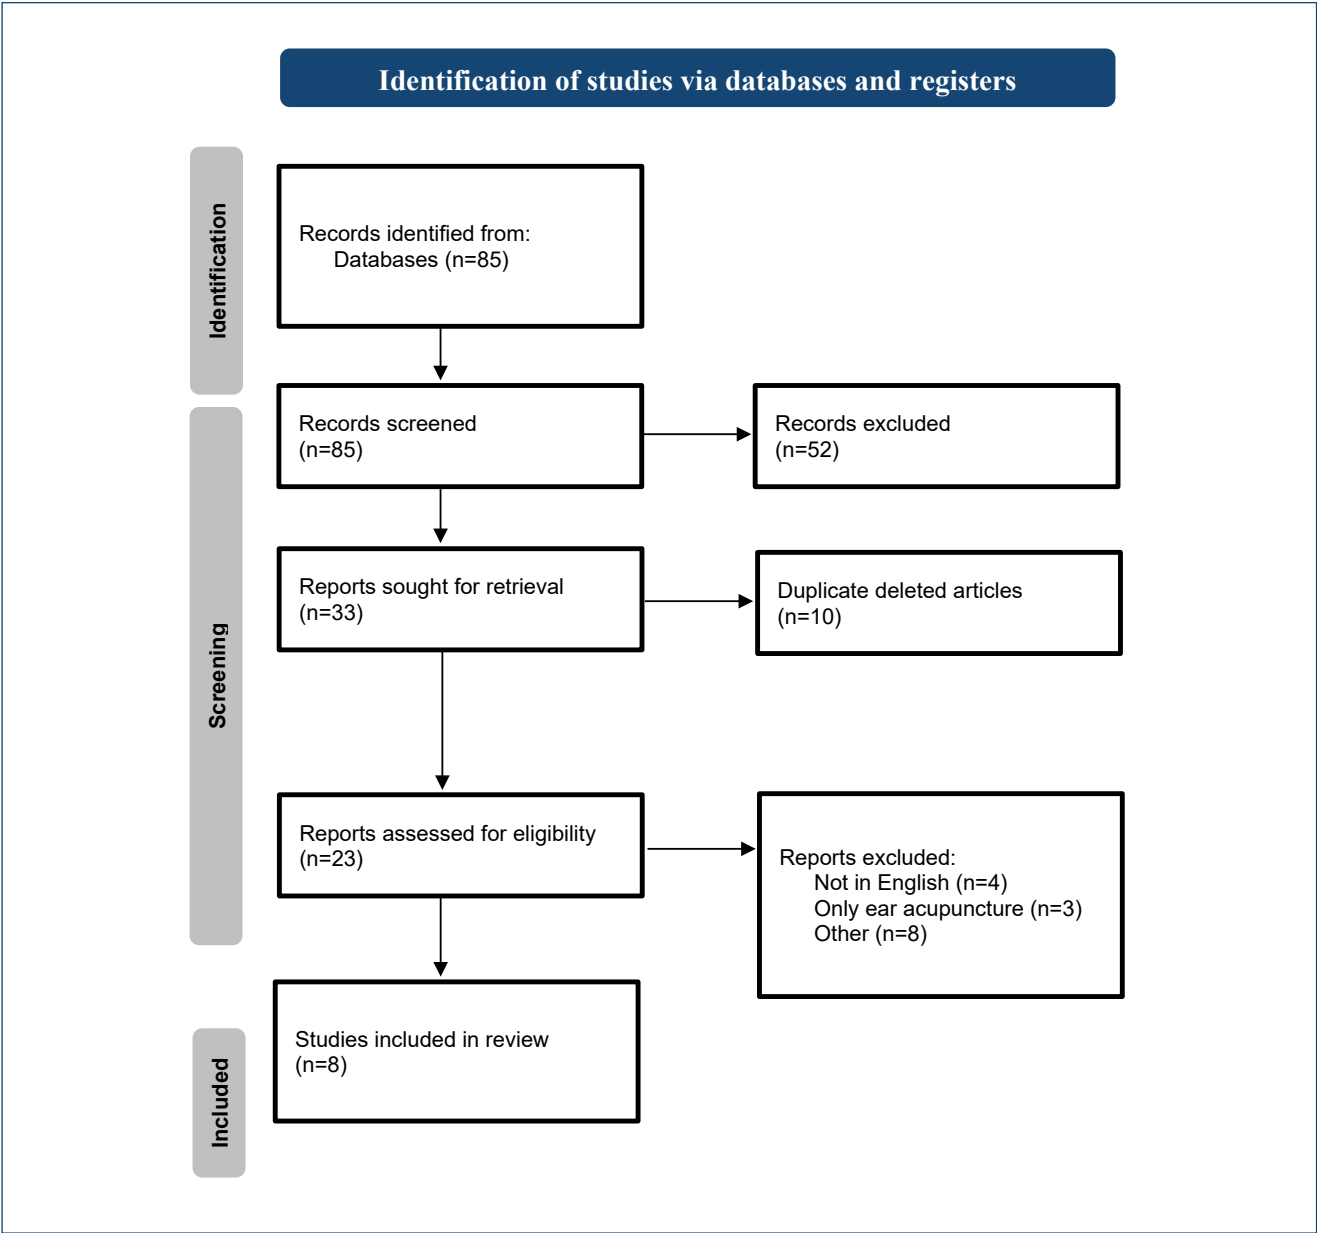 Identification of studies via databases and registers
Identification
Records identified from:
Databases (n=85)
Screening
Records screened
(n=85)
Records excluded
(n=52)
Reports sought for retrieval
(n=33)
Duplicate deleted articles
(n=10)
Reports assessed for eligibility
(n=23)
Reports excluded:
Not in English (n=4)
Only ear acupuncture (n=3)
Other (n=8)
Included
Studies included in review
(n=8)